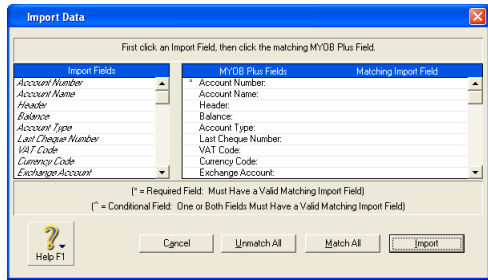 Import Data
First click an Import Field, then click the matching MYOB Plus Field.
Import Fields
Account Number
Account Name
Header
Balance
Account Type
Last Cheque Number
VAT Code
Currency Code
Exchange Account
MYOB Plus Fields Matching Import Field
* Account Number:
Account Name:
Header:
Balance:
Account Type:
Last Cheque Number:
VAT Code:
Currency Code:
Exchange Account:
(* = Required Field: Must Have a Valid Matching Import Field)
(^ = Conditional Field: One or Both Fields Must Have a Valid Matching Import Field)
Help F1
Cancel Unmatch All Match All Import